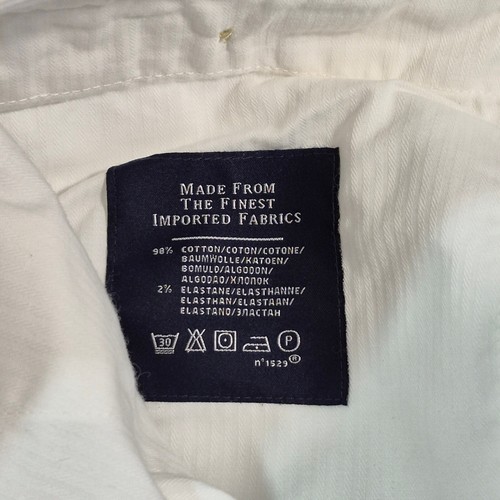 MADE FROM
THE FINEST
IMPORTED FABRICS
98% COTTON/COTON/COTONE/
BAUMWOLLE/KATOEN/
BOMULD/ALGODON/
ALGODAO/ХЛОПОК
2% ELASTANE/ELASTHANNE/
ELASTHAN/ELASTAAN/
ELASTANO/ЭЛАСТАН
30 P
n°1529®